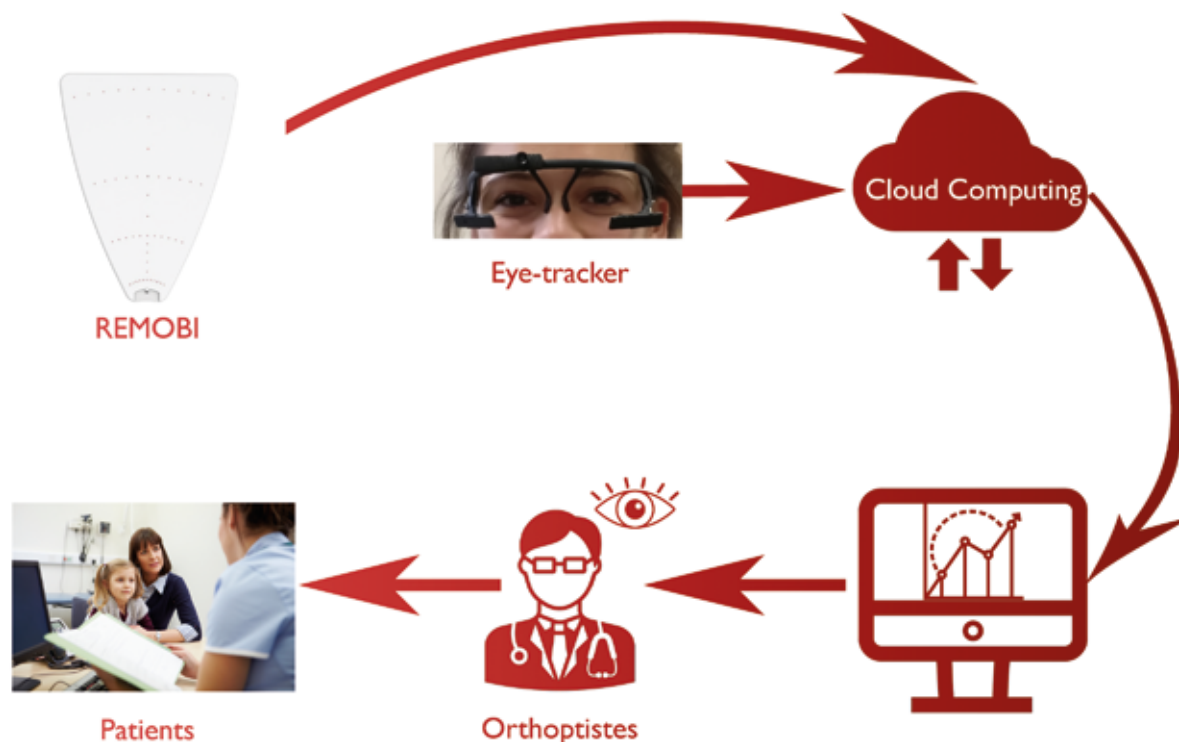 Cloud Computing
Eye-tracker
REMOBI
Patients
Orthoptistes